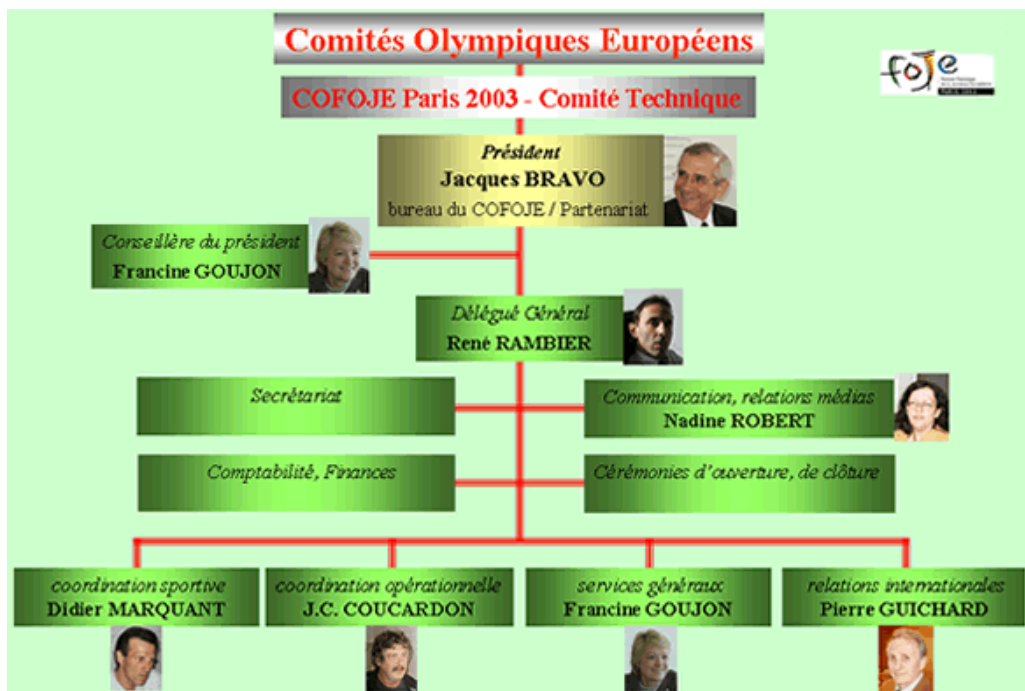 Comités Olympiques Européens
foje
COFOJE Paris 2003 - Comité Technique
Président
Jacques BRAVO
bureau du COFOJE / Partenariat
Conseillère du président
Francine GOUJON
Délégué Général
René RAMBIER
Secrétariat
Communication, relations médias
Nadine ROBERT
Comptabilité, Finances
Cérémonies d'ouverture, de clôture
coordination sportive
Didier MARQUANT
coordination opérationnelle
J.C. COUCARDON
services généraux
Francine GOUJON
relations internationales
Pierre GUICHARD